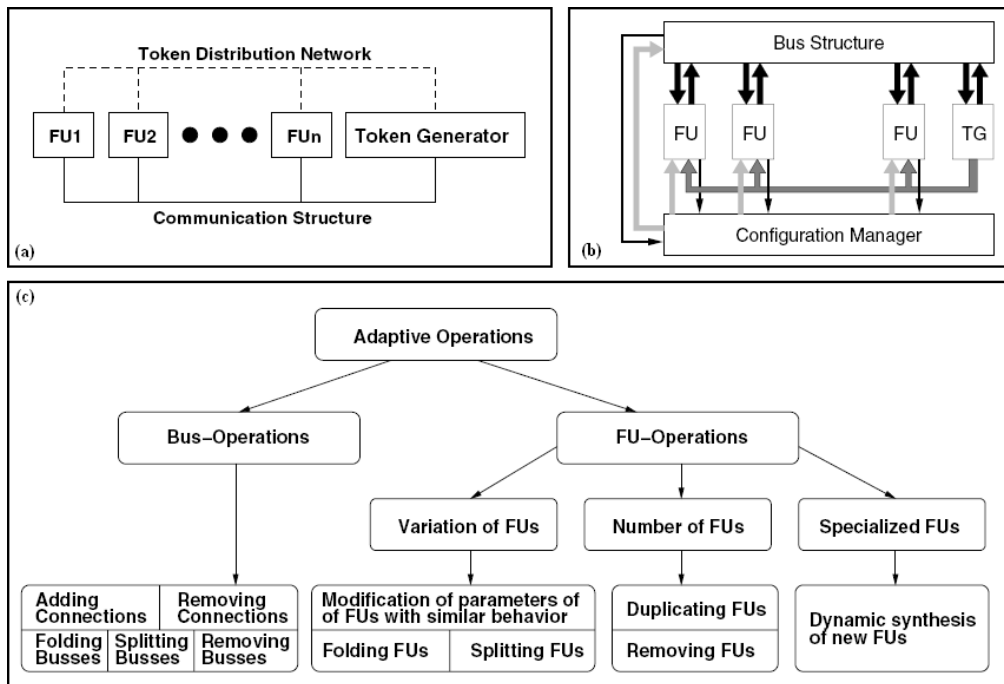 Token Distribution Network
FU1
FU2
FUn
Token Generator
Communication Structure
(a)
Bus Structure
FU
FU
FU
TG
Configuration Manager
(b)
(c)
Adaptive Operations
Bus-Operations
FU-Operations
Variation of FUs
Number of FUs
Specialized FUs
Adding
Connections
Removing
Connections
Folding
Busses
Splitting
Busses
Removing
Busses
Modification of parameters of
of FUs with similar behavior
Folding FUs
Splitting FUs
Duplicating FUs
Removing FUs
Dynamic synthesis
of new FUs